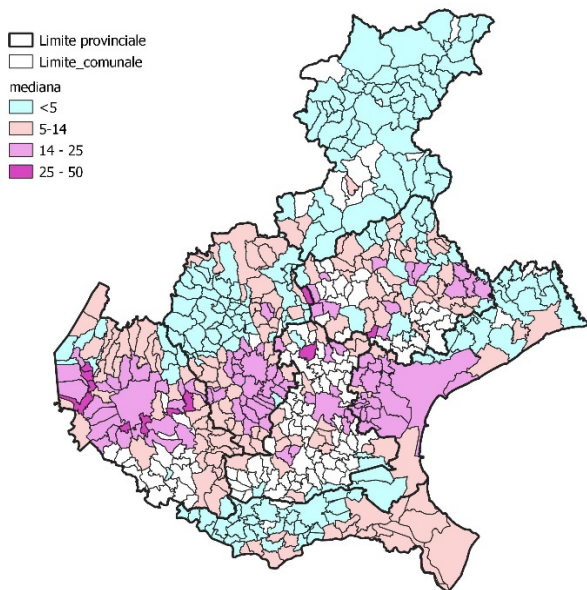 Limite provinciale
Limite_comunale
mediana
<5
5-14
14 - 25
25 - 50